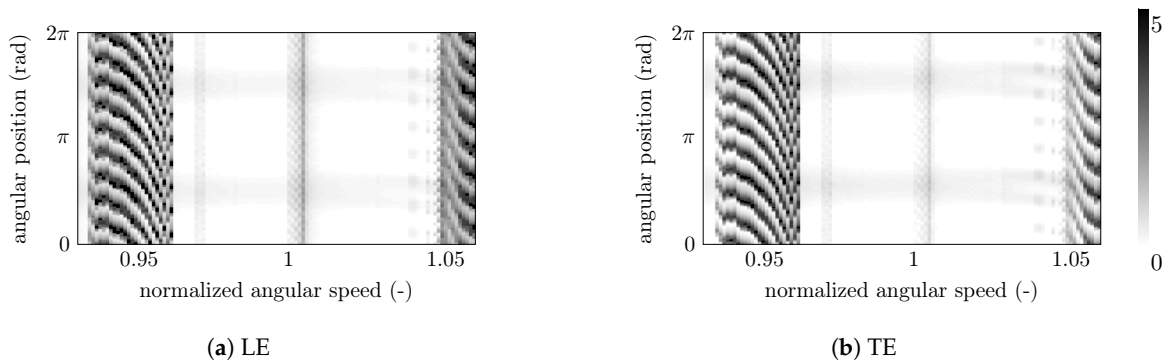 2π
π
0
angular position (rad)
0.95
1
1.05
normalized angular speed (-)
(a) LE
2π
π
0
angular position (rad)
0.95
1
1.05
normalized angular speed (-)
(b) TE
5
0